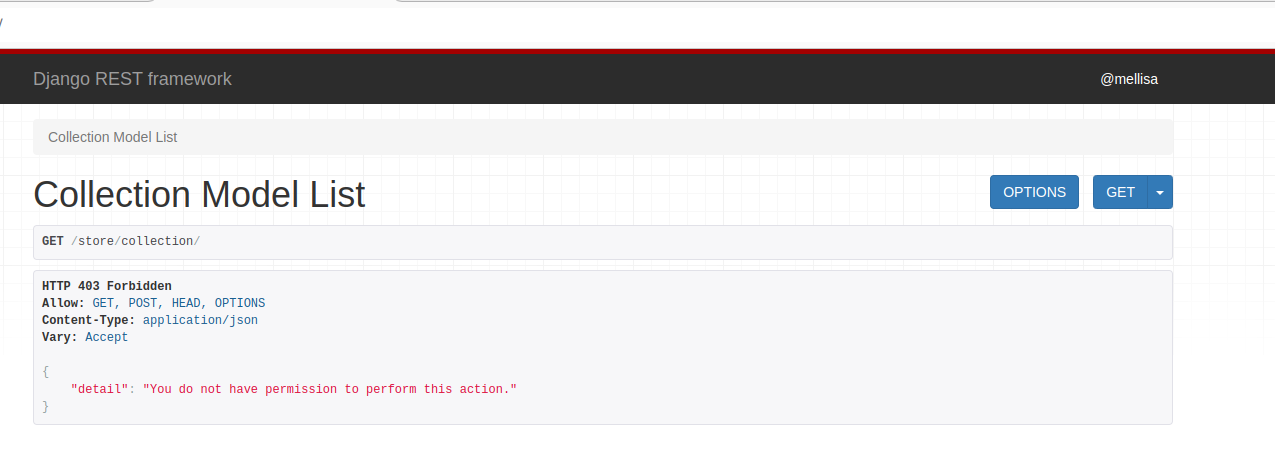 /
Django REST framework
@mellisa
Collection Model List
Collection Model List
OPTIONS
GET
GET /store/collection/
HTTP 403 Forbidden
Allow: GET, POST, HEAD, OPTIONS
Content-Type: application/json
Vary: Accept
{
"detail": "You do not have permission to perform this action."
}